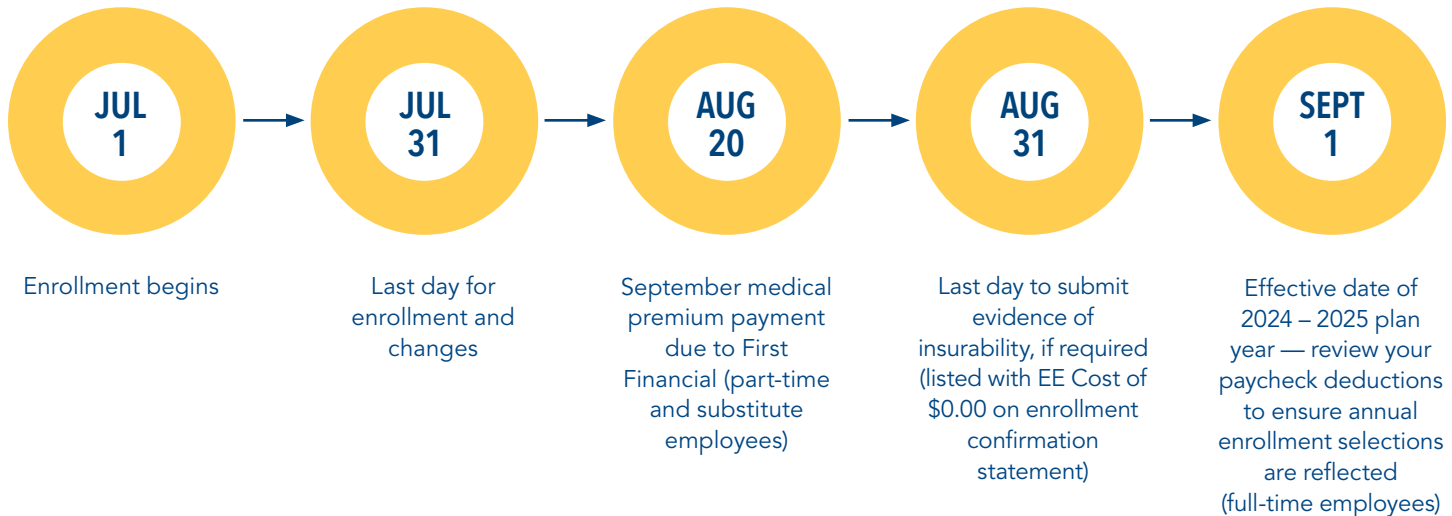 JUL
1
JUL
31
AUG
20
AUG
31
SEPT
1
Enrollment begins
Last day for
enrollment and
changes
September medical
premium payment
due to First
Financial (part-time
and substitute
employees)
Last day to submit
evidence of
insurability, if required
(listed with EE Cost of
$0.00 on enrollment
confirmation
statement)
Effective date of
2024 – 2025 plan
year — review your
paycheck deductions
to ensure annual
enrollment selections
are reflected
(full-time employees)